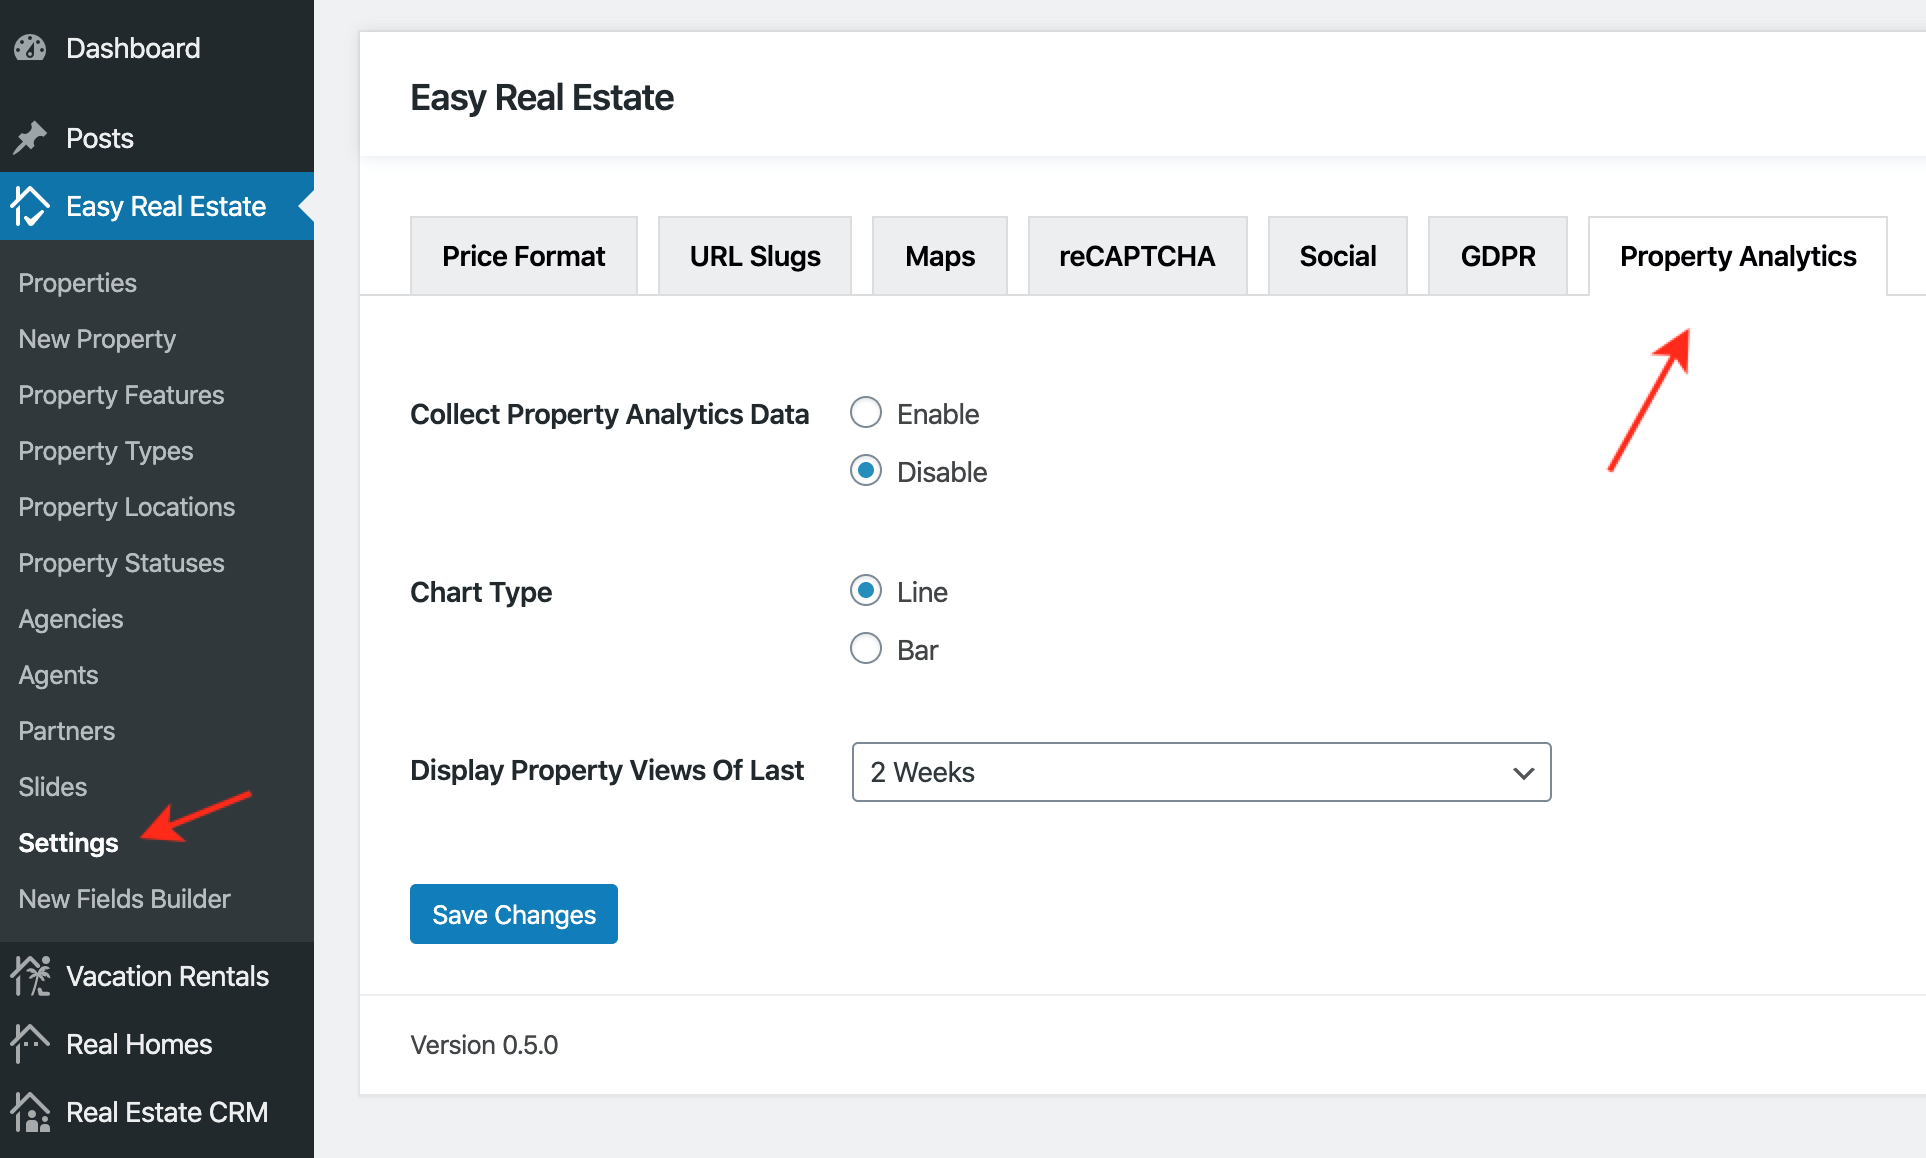 Dashboard
Posts
Easy Real Estate
Properties
New Property
Property Features
Property Types
Property Locations
Property Statuses
Agencies
Agents
Partners
Slides
Settings
New Fields Builder
Vacation Rentals
Real Homes
Real Estate CRM
Easy Real Estate
Price Format URL Slugs Maps reCAPTCHA Social GDPR Property Analytics
Collect Property Analytics Data Enable
Disable
Chart Type Line
Bar
Display Property Views Of Last 2 Weeks
Save Changes
Version 0.5.0